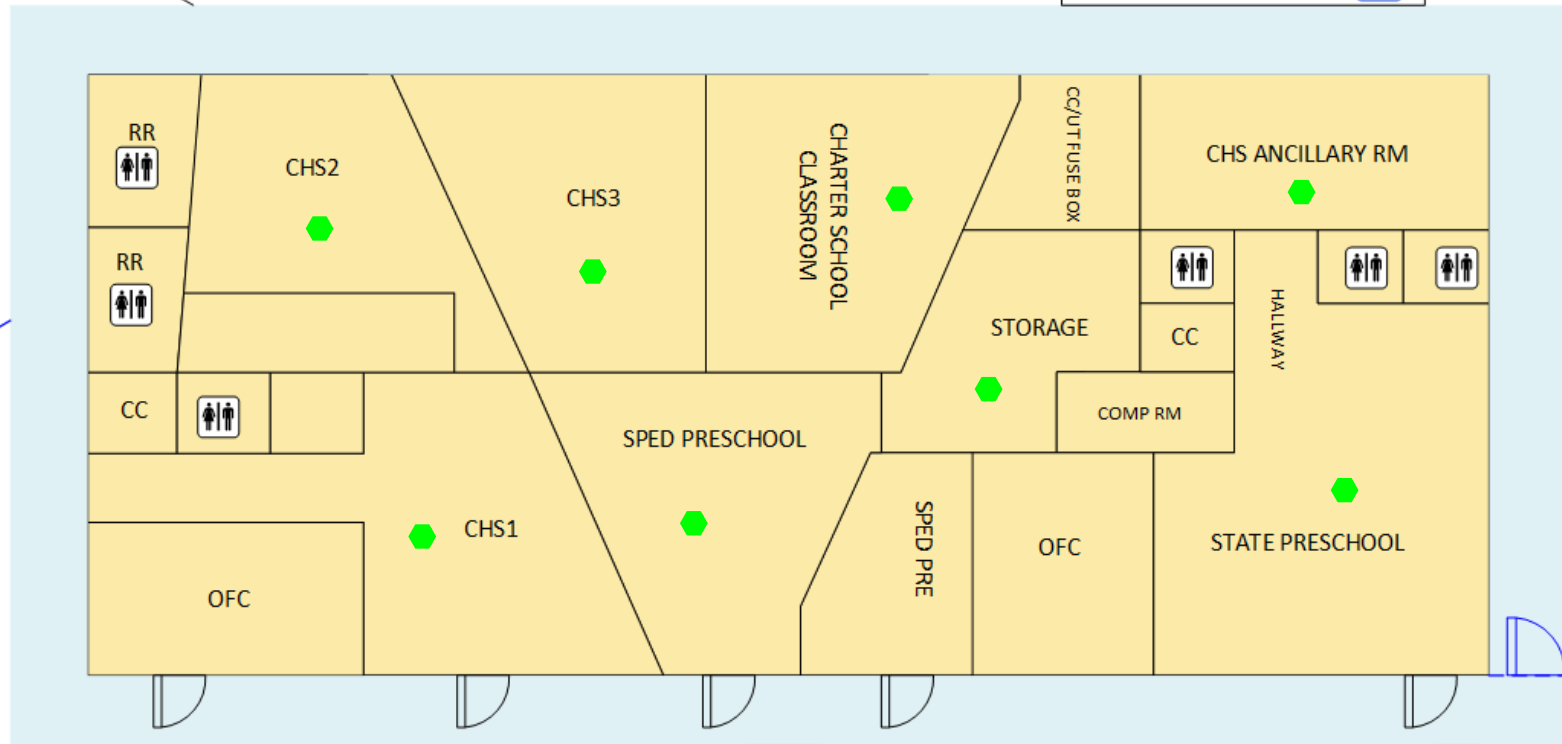 RR
CHS2
CHS3
CHARTER SCHOOL
CLASSROOM
CC/UT FUSE BOX
CHS ANCILLARY RM
RR
STORAGE
CC
HALLWAY
CC
SPED PRESCHOOL
COMP RM
CHS1
SPED PRE
OFC
STATE PRESCHOOL
OFC